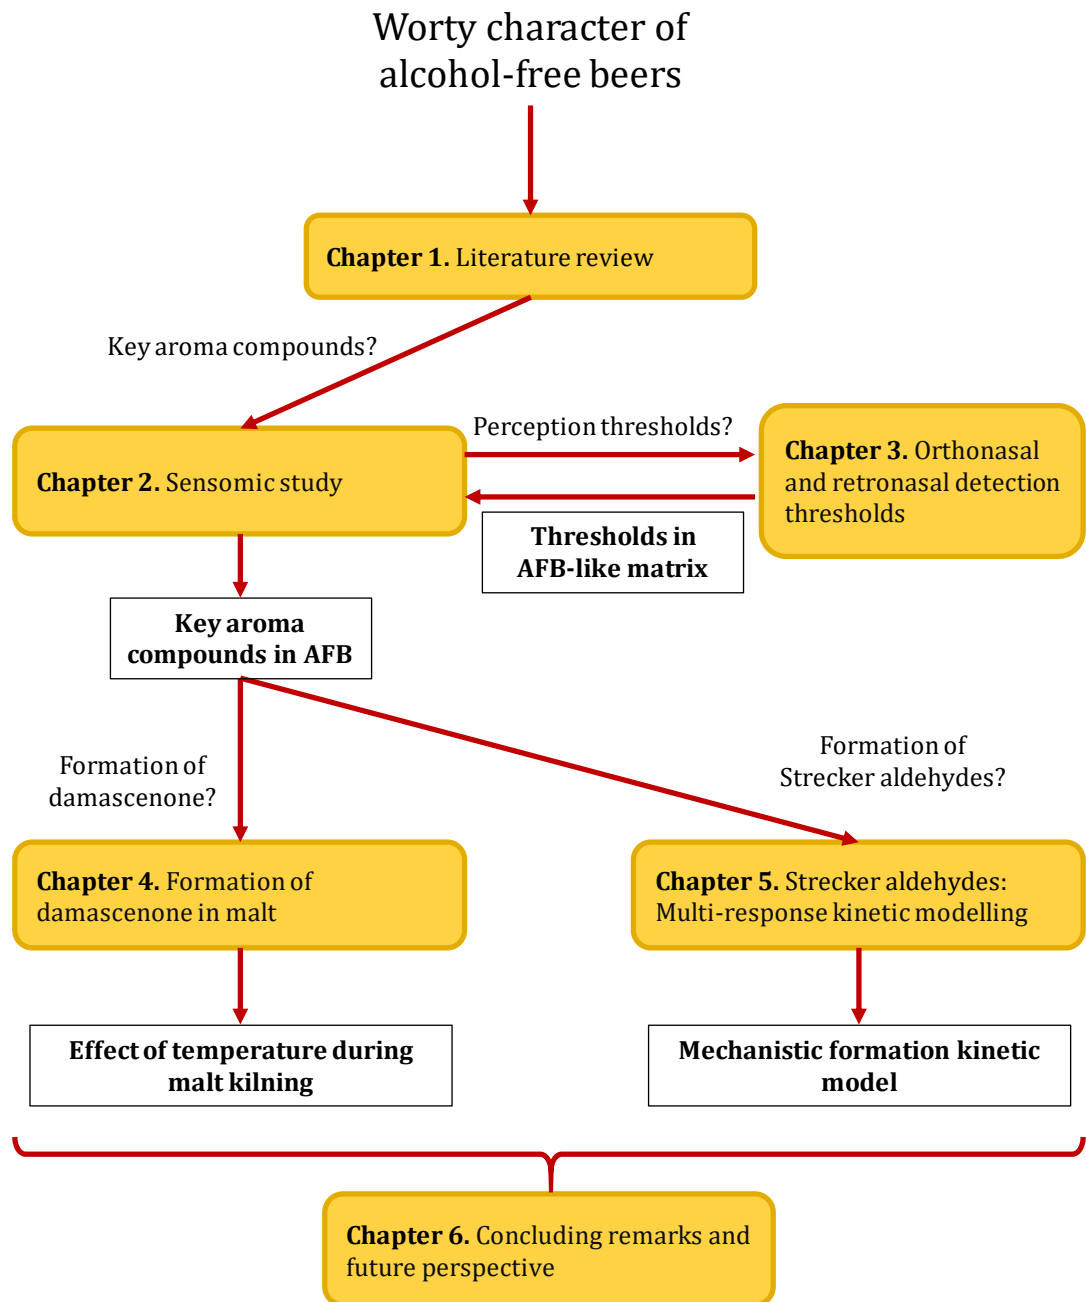 Worty character of
alcohol-free beers
Chapter 1. Literature review
Key aroma compounds?
Chapter 2. Sensomic study
Perception thresholds?
Chapter 3. Orthonasal
and retronasal detection
thresholds
Thresholds in
AFB-like matrix
Key aroma
compounds in AFB
Formation of
damascenone?
Formation of
Strecker aldehydes?
Chapter 4. Formation of
damascenone in malt
Chapter 5. Strecker aldehydes:
Multi-response kinetic modelling
Effect of temperature during
malt kilning
Mechanistic formation kinetic
model
Chapter 6. Concluding remarks and
future perspective